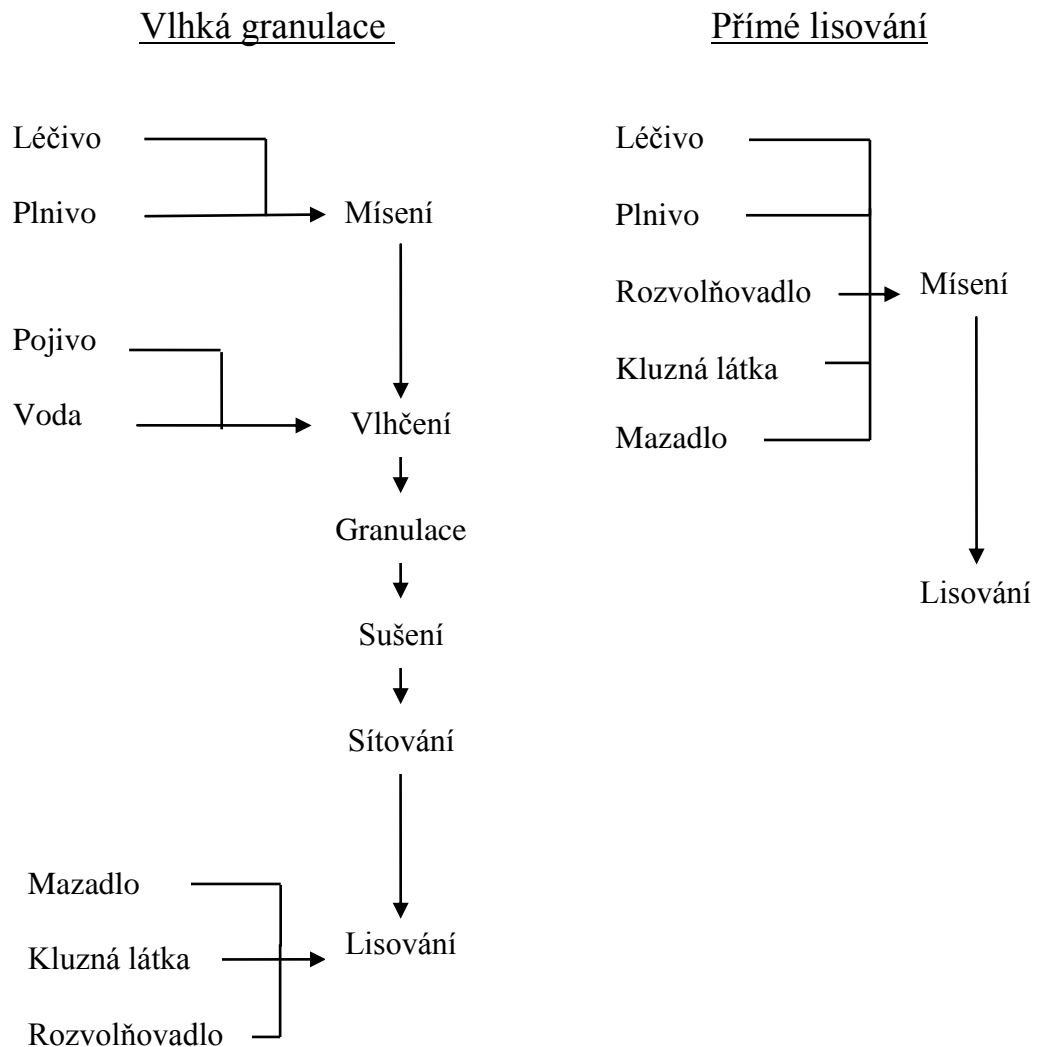 Vlhká granulace
Léčivo
Plnivo
Mísení
Pojivo
Voda
Vlhčení
Granulace
Sušení
Sítování
Mazadlo
Kluzná látka
Lisování
Rozvolňovadlo
Přímé lisování
Léčivo
Plnivo
Rozvolňovadlo
Mísení
Kluzná látka
Mazadlo
Lisování